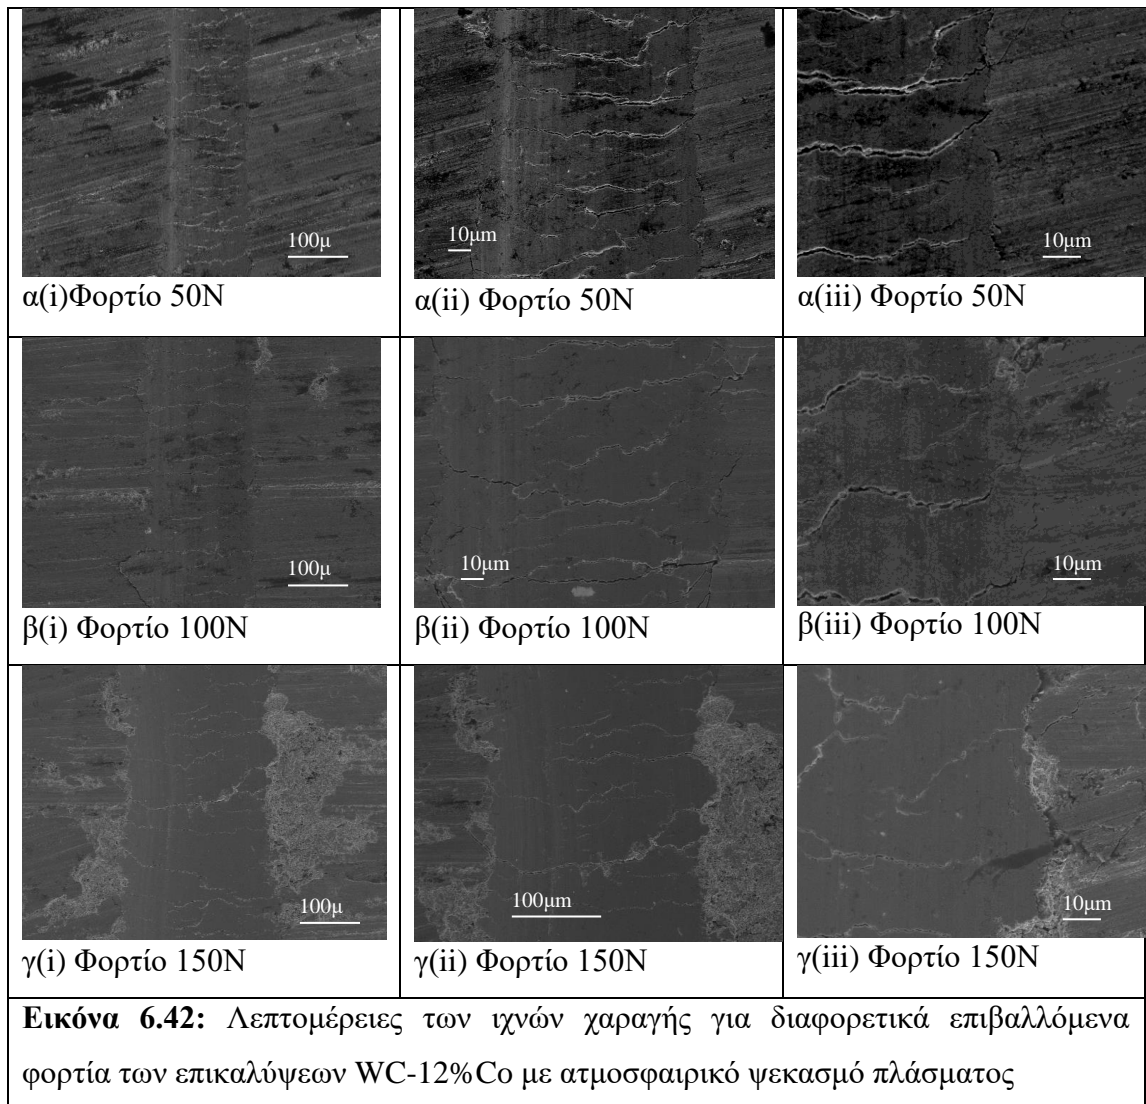 100μ
10μm
10μm
α(i)Φορτίο 50N
α(ii) Φορτίο 50N
α(iii) Φορτίο 50N
100μ
10μm
10μm
β(i) Φορτίο 100N
β(ii) Φορτίο 100N
β(iii) Φορτίο 100N
100μ
100μm
10μm
γ(i) Φορτίο 150N
γ(ii) Φορτίο 150N
γ(iii) Φορτίο 150N
Εικόνα 6.42: Λεπτομέρειες των ιχνών χαραγής για διαφορετικά επιβαλλόμενα
φορτία των επικαλύψεων WC-12%Co με ατμοσφαιρικό ψεκασμό πλάσματος